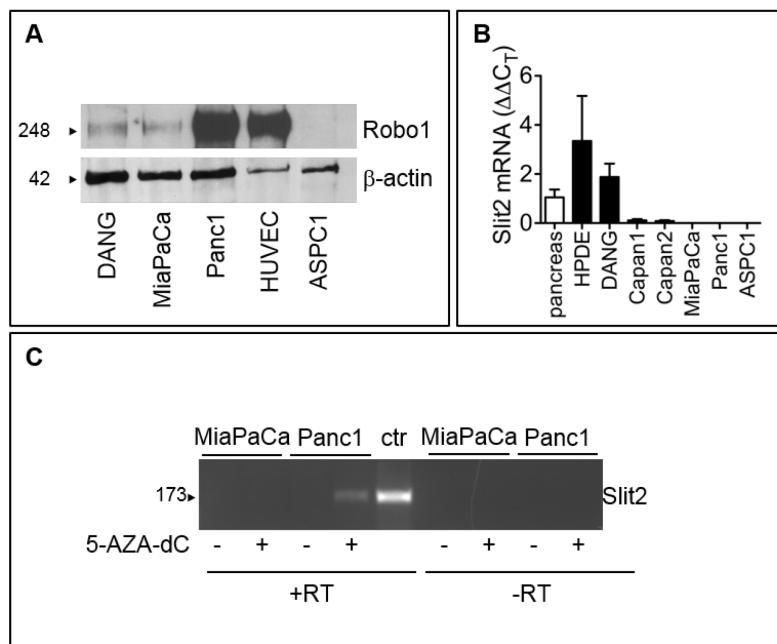 A
248
Robo1
42
β-actin
DANG
MiaPaCa
Panc1
HUVEC
ASPC1
B
Slit2 mRNA (ΔΔCT)
6
4
2
0
pancreas
HPDE
DANG
Capan1
Capan2
MiaPaCa
Panc1
ASPC1
C
MiaPaCa Panc1 ctr MiaPaCa Panc1
173 Slit2
5-AZA-dC - + - + - + - +
+RT -RT